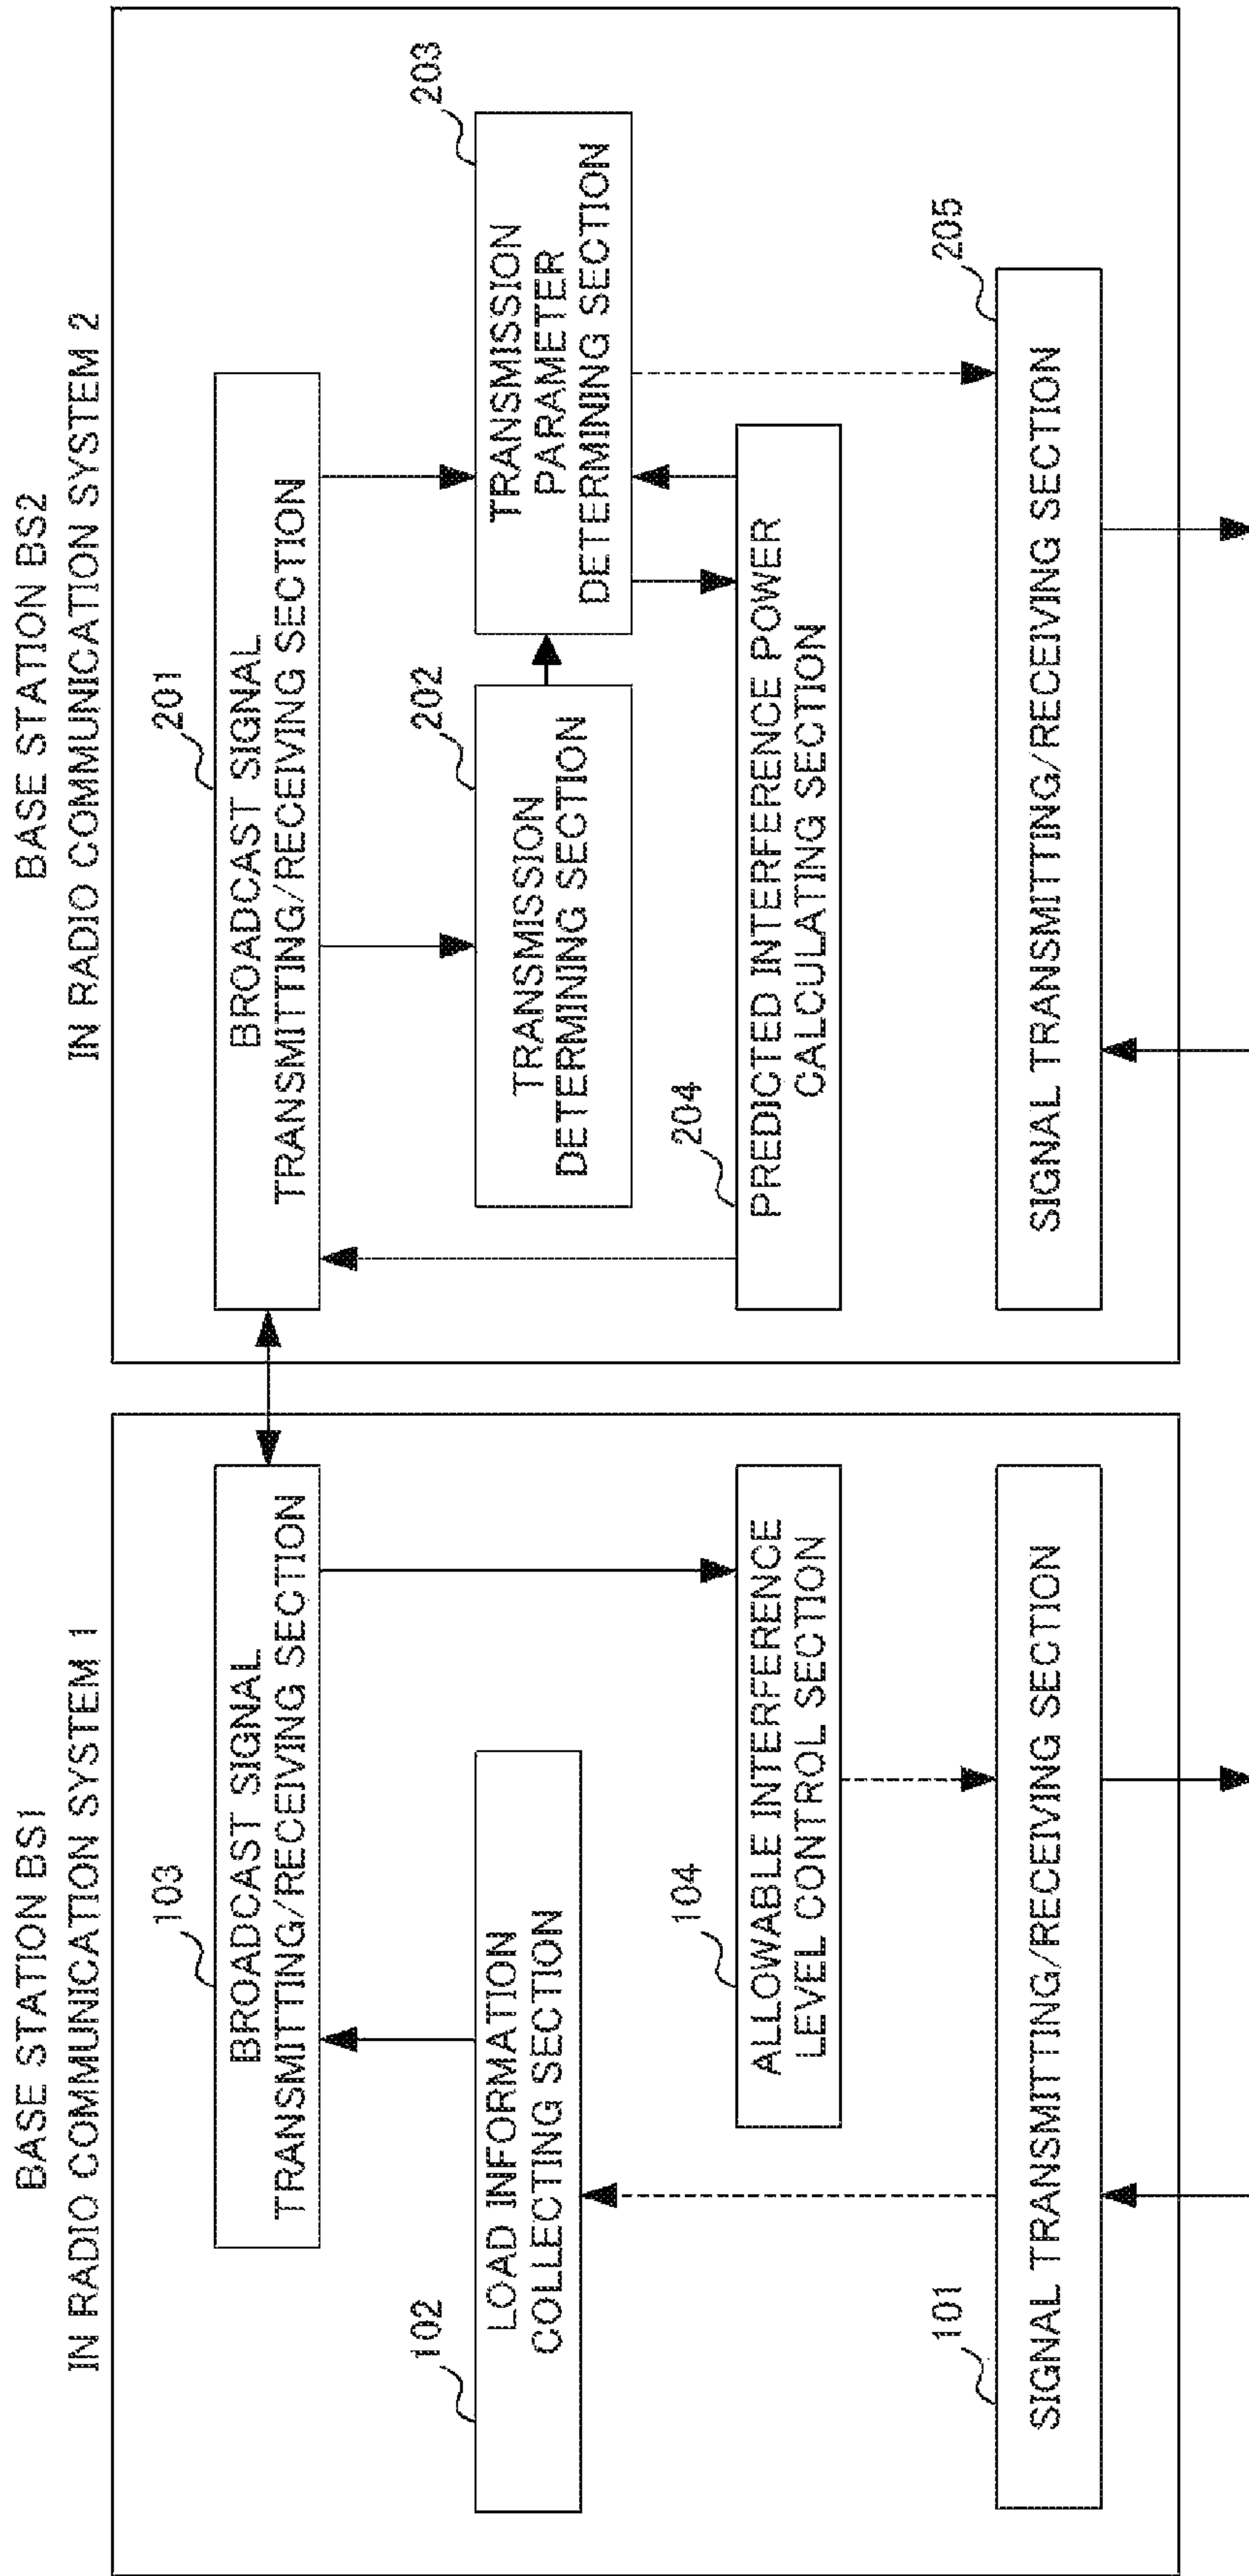 BASE STATION BS1
IN RADIO COMMUNICATION SYSTEM 1
103
BROADCAST SIGNAL
TRANSMITTING/RECEIVING SECTION
102
LOAD INFORMATION
COLLECTING SECTION
104
ALLOWABLE INTERFERENCE
LEVEL CONTROL SECTION
101
SIGNAL TRANSMITTING/RECEIVING SECTION
BASE STATION BS2
IN RADIO COMMUNICATION SYSTEM 2
201
BROADCAST SIGNAL
TRANSMITTING/RECEIVING SECTION
202
TRANSMISSION
DETERMINING SECTION
203
TRANSMISSION
PARAMETER
DETERMINING SECTION
204
PREDICTED INTERFERENCE POWER
CALCULATING SECTION
205
SIGNAL TRANSMITTING/RECEIVING SECTION